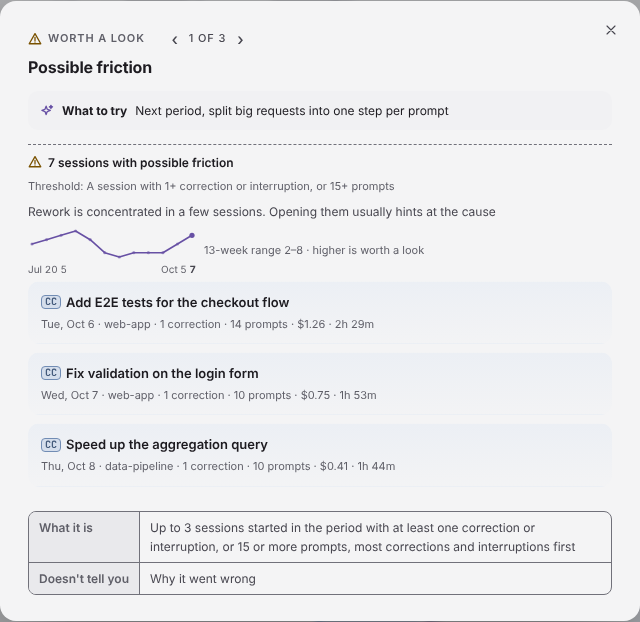 WORTH A LOOK ‹ 1 OF 3 ›
Possible friction
What to try Next period, split big requests into one step per prompt
7 sessions with possible friction
Threshold: A session with 1+ correction or interruption, or 15+ prompts
Rework is concentrated in a few sessions. Opening them usually hints at the cause
13-week range 2–8 · higher is worth a look
Jul 20 5 Oct 5 7
CC Add E2E tests for the checkout flow
Tue, Oct 6 · web-app · 1 correction · 14 prompts · $1.26 · 2h 29m
CC Fix validation on the login form
Wed, Oct 7 · web-app · 1 correction · 10 prompts · $0.75 · 1h 53m
CC Speed up the aggregation query
Thu, Oct 8 · data-pipeline · 1 correction · 10 prompts · $0.41 · 1h 44m
What it is Up to 3 sessions started in the period with at least one correction or
interruption, or 15 or more prompts, most corrections and interruptions first
Doesn't tell you Why it went wrong